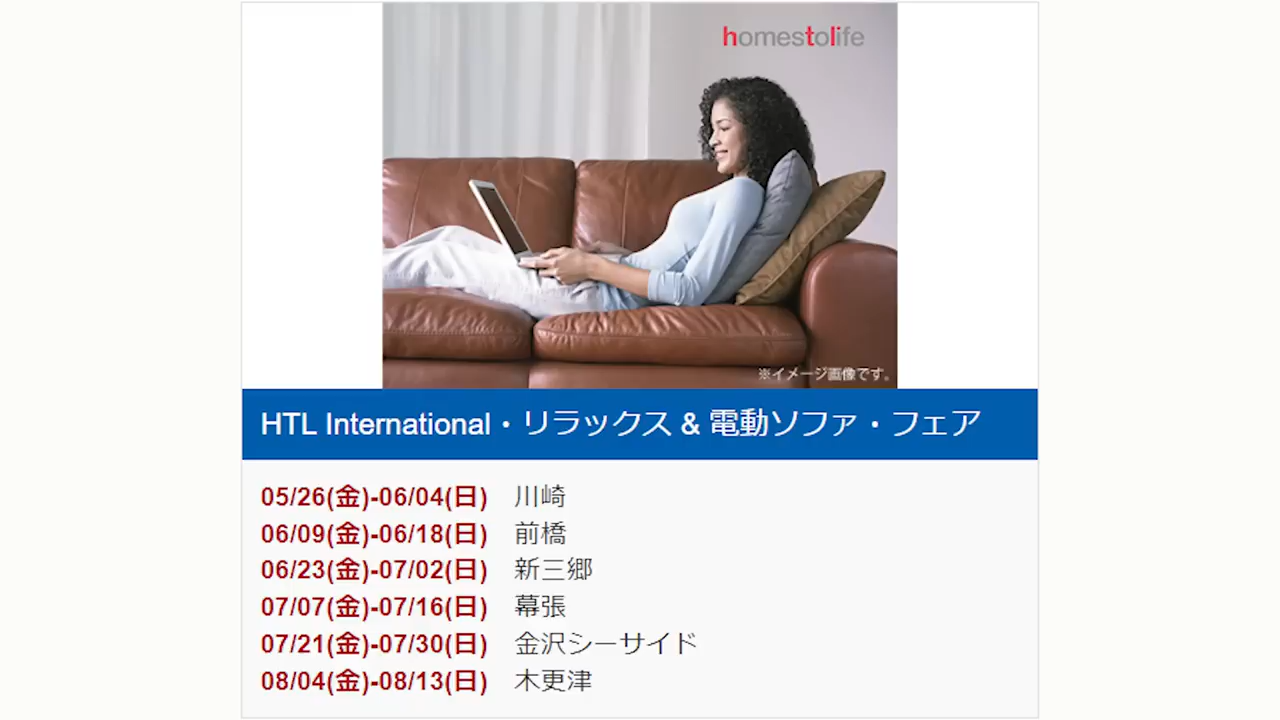 homestolife
※イメージ画像です。
HTL International・リラックス & 電動ソファ・フェア
05/26(金)-06/04(日) 川崎
06/09(金)-06/18(日) 前橋
06/23(金)-07/02(日) 新三郷
07/07(金)-07/16(日) 幕張
07/21(金)-07/30(日) 金沢シーサイド
08/04(金)-08/13(日) 木更津